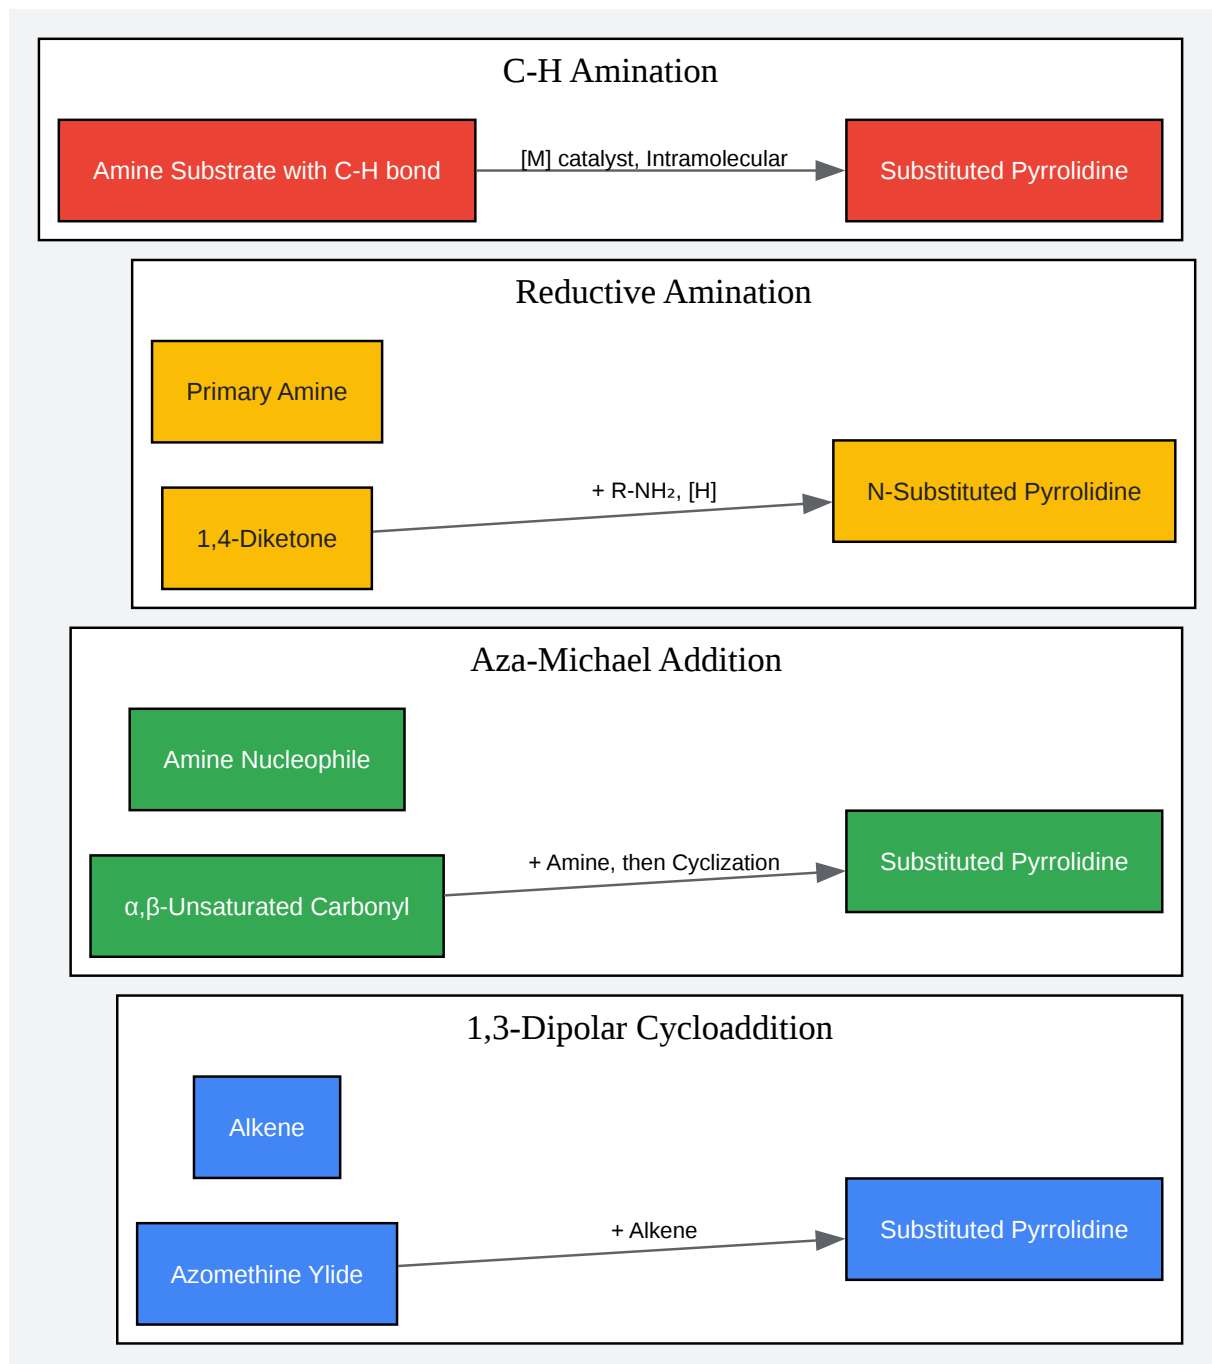 C-H Amination
Amine Substrate with C-H bond
[M] catalyst, Intramolecular
Substituted Pyrrolidine
Reductive Amination
Primary Amine
1,4-Diketone
+ R-NH₂, [H]
N-Substituted Pyrrolidine
Aza-Michael Addition
Amine Nucleophile
α,β-Unsaturated Carbonyl
+ Amine, then Cyclization
Substituted Pyrrolidine
1,3-Dipolar Cycloaddition
Alkene
Azomethine Ylide
+ Alkene
Substituted Pyrrolidine